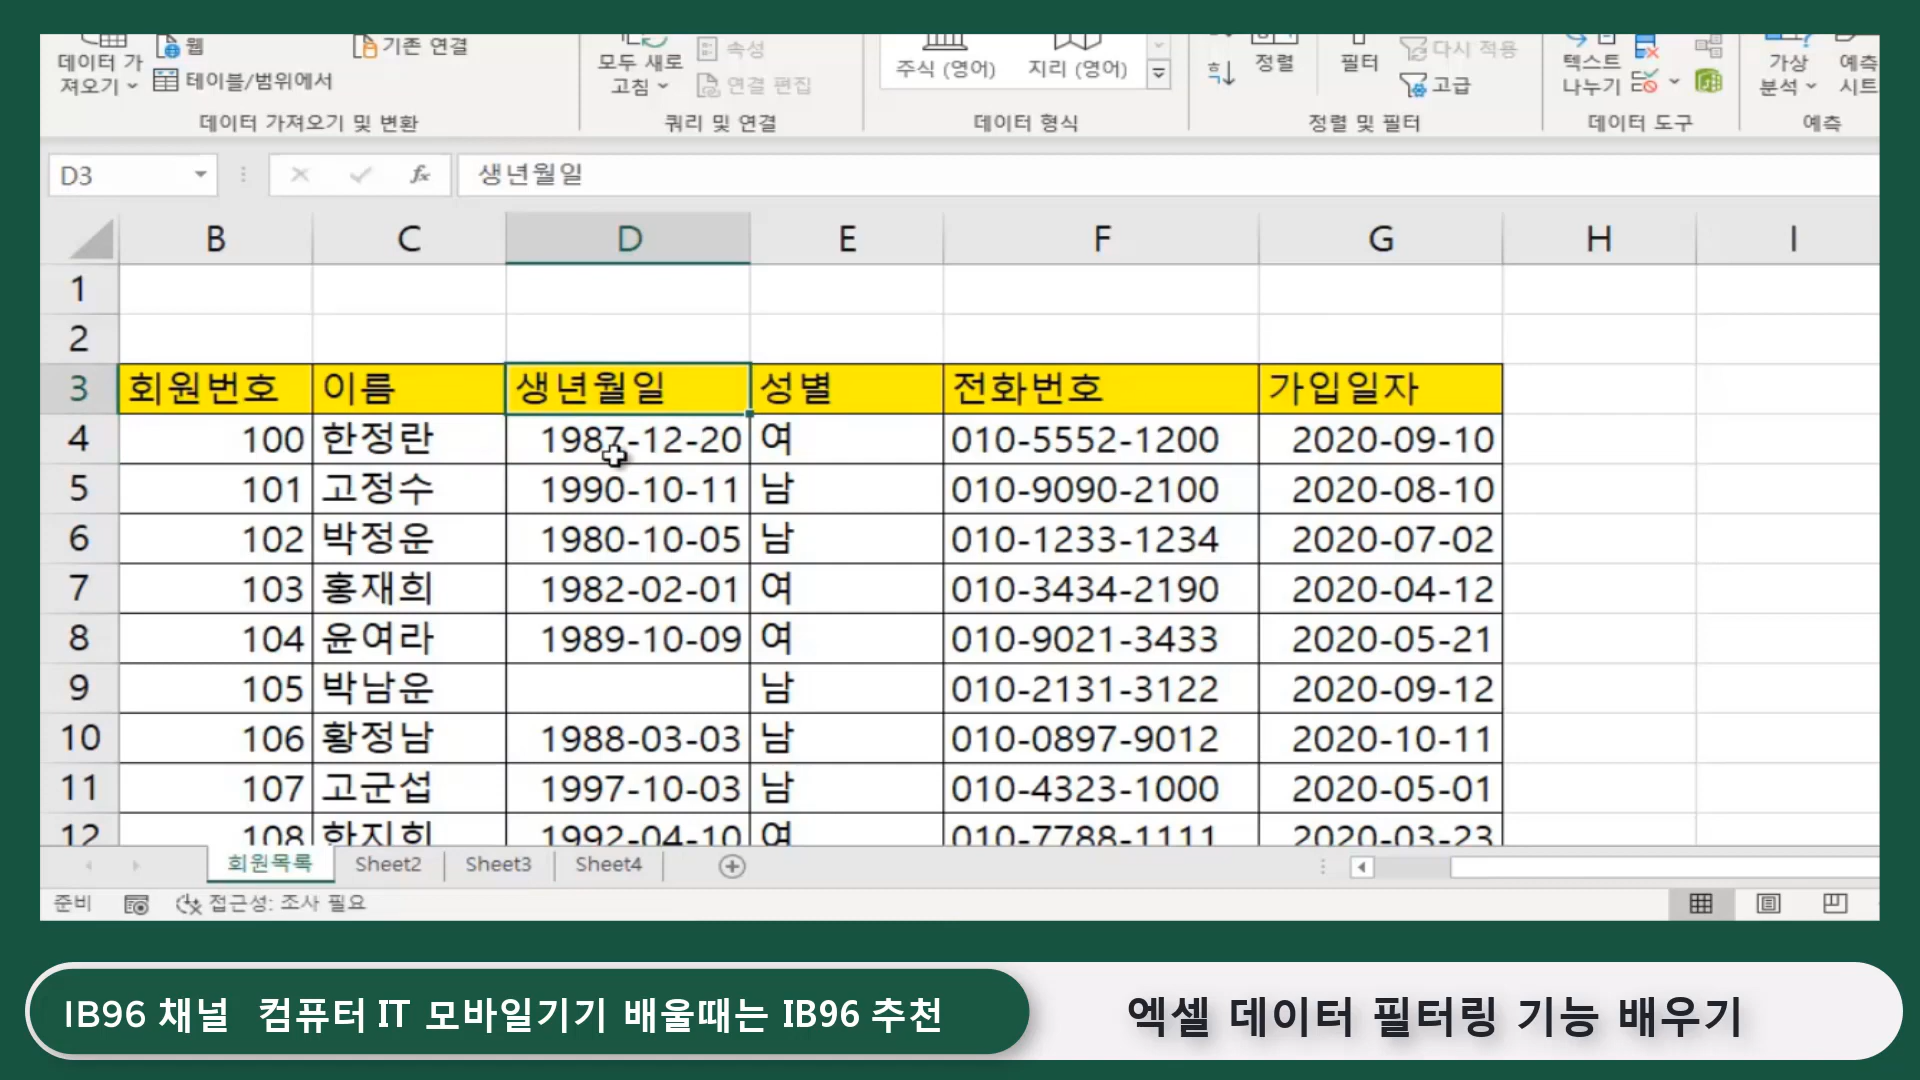 데이터 가
져오기
웹
테이블/범위에서
기존 연결
데이터 가져오기 및 변환
모두 새로
고침
속성
연결 편집
쿼리 및 연결
주식 (영어) 지리 (영어)
데이터 형식
정렬
필터
다시 적용
고급
정렬 및 필터
텍스트
나누기
데이터 도구
가상
분석
예측
시트
예측
D3 fx 생년월일
B C D E F G H I
1
2
3 회원번호 이름 생년월일 성별 전화번호 가입일자
4 100 한정란 1987-12-20 여 010-5552-1200 2020-09-10
5 101 고정수 1990-10-11 남 010-9090-2100 2020-08-10
6 102 박정운 1980-10-05 남 010-1233-1234 2020-07-02
7 103 홍재희 1982-02-01 여 010-3434-2190 2020-04-12
8 104 윤여라 1989-10-09 여 010-9021-3433 2020-05-21
9 105 박남운 남 010-2131-3122 2020-09-12
10 106 황정남 1988-03-03 남 010-0897-9012 2020-10-11
11 107 고군섭 1997-10-03 남 010-4323-1000 2020-05-01
12 108 한지희 1992-04-10 여 010-7788-1111 2020-03-23
회원목록 Sheet2 Sheet3 Sheet4
준비 접근성: 조사 필요
IB96 채널 컴퓨터 IT 모바일기기 배울때는 IB96 추천
엑셀 데이터 필터링 기능 배우기